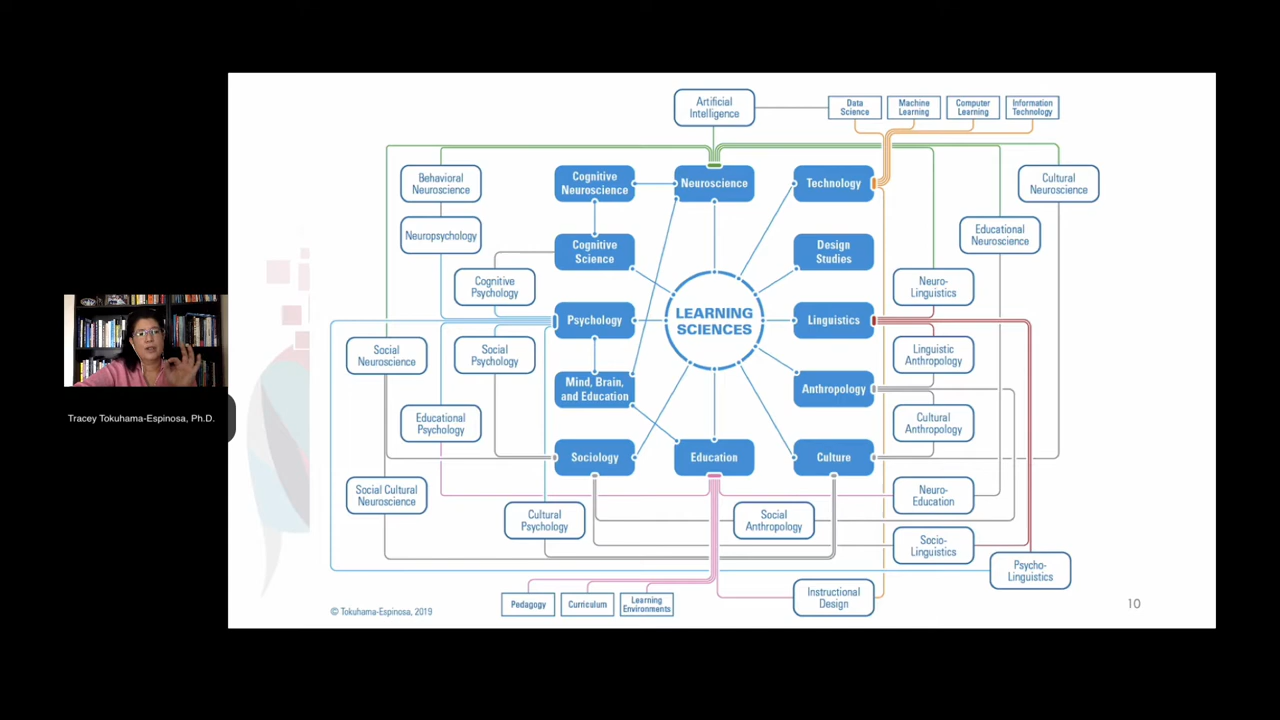 Artificial
Intelligence
Data
Science
Machine
Learning
Computer
Learning
Information
Technology
Behavioral
Neuroscience
Cognitive
Neuroscience
Neuroscience
Technology
Cultural
Neuroscience
Neuropsychology
Cognitive
Science
Design
Studies
Educational
Neuroscience
Cognitive
Psychology
Neuro-
Linguistics
Psychology
LEARNING
SCIENCES
Linguistics
Social
Neuroscience
Social
Psychology
Linguistic
Anthropology
Mind, Brain,
and Education
Anthropology
Educational
Psychology
Cultural
Anthropology
Sociology
Education
Culture
Social Cultural
Neuroscience
Neuro-
Education
Cultural
Psychology
Social
Anthropology
Socio-
Linguistics
Psycho-
Linguistics
Pedagogy
Curriculum
Learning
Environments
Instructional
Design
© Tokuhama-Espinosa, 2019
10
Tracey Tokuhama-Espinosa, Ph.D.